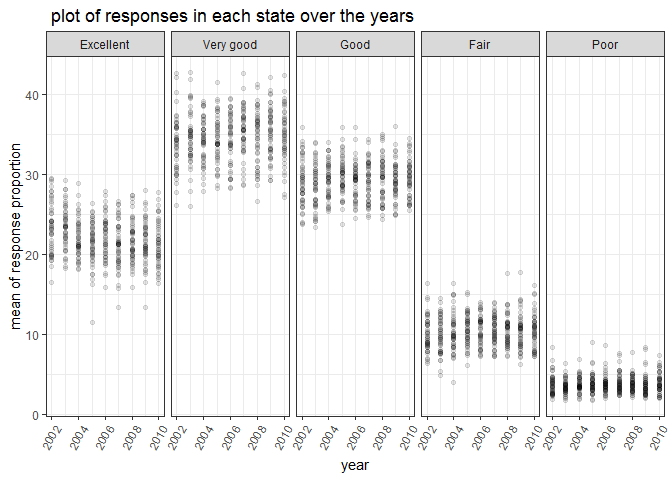 plot of responses in each state over the years
Excellent Very good Good Fair Poor
mean of response proportion
40
30
20
10
0
2002 2004 2006 2008 2010 2002 2004 2006 2008 2010 2002 2004 2006 2008 2010 2002 2004 2006 2008 2010 2002 2004 2006 2008 2010
year